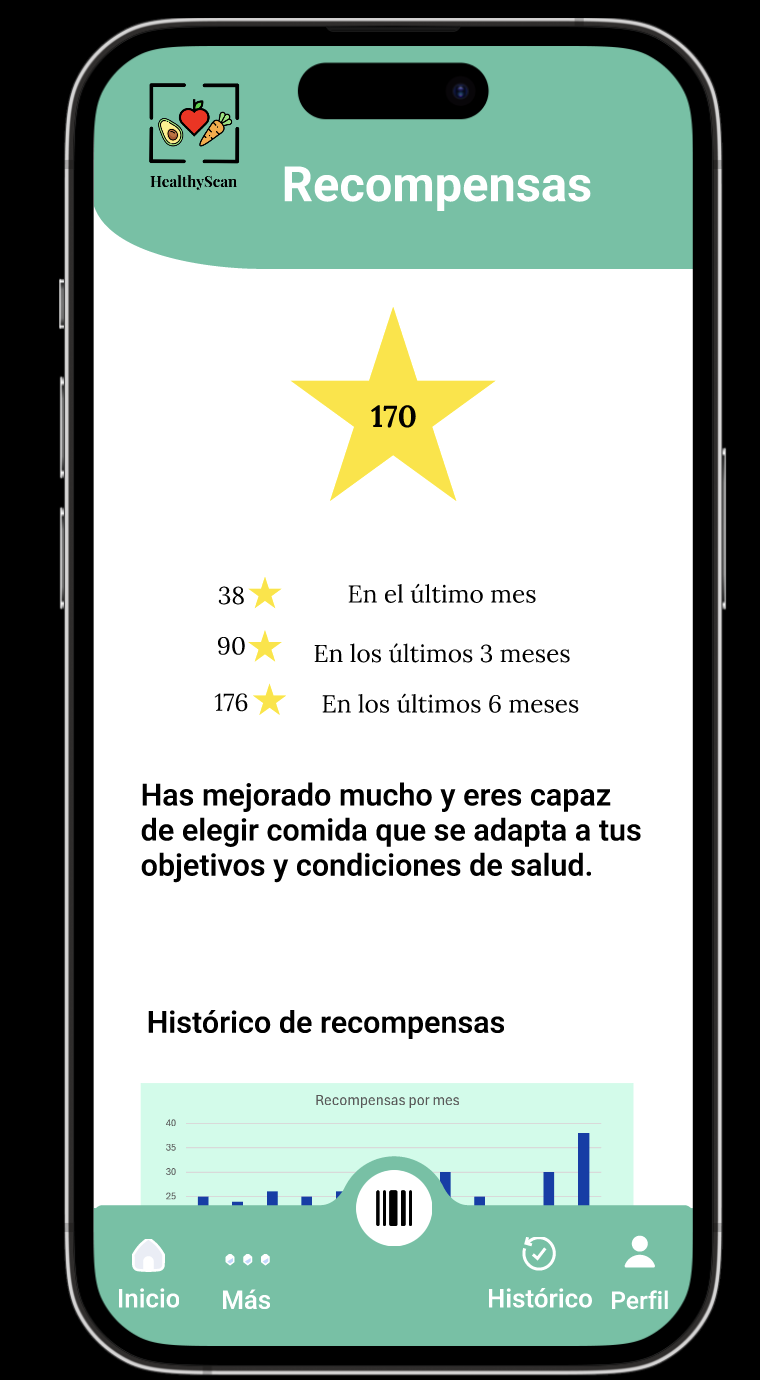 HealthyScan
Recompensas
170
38
En el último mes
90
En los últimos 3 meses
176
En los últimos 6 meses
Has mejorado mucho y eres capaz
de elegir comida que se adapta a tus
objetivos y condiciones de salud.
Histórico de recompensas
Recompensas por mes
40
35
30
25
Inicio
Más
Histórico
Perfil